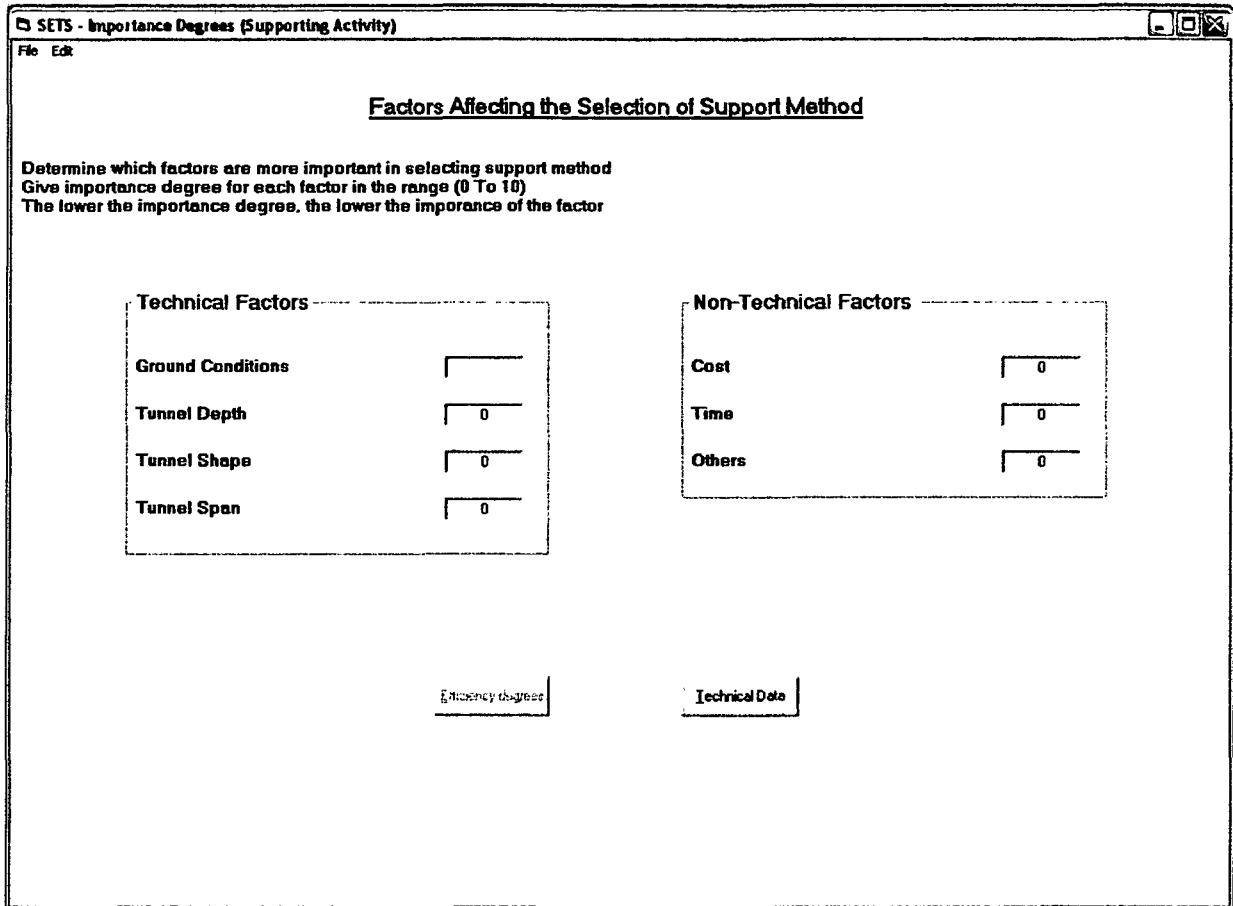 SETS - Importance Degrees (Supporting Activity)
File Edit
Factors Affecting the Selection of Support Method
Determine which factors are more important in selecting support method
Give importance degree for each factor in the range (0 To 10)
The lower the importance degree, the lower the imporance of the factor
Technical Factors
Ground Conditions
Tunnel Depth 0
Tunnel Shape 0
Tunnel Span 0
Non-Technical Factors
Cost 0
Time 0
Others 0
Efficiency degrees
Technical Data